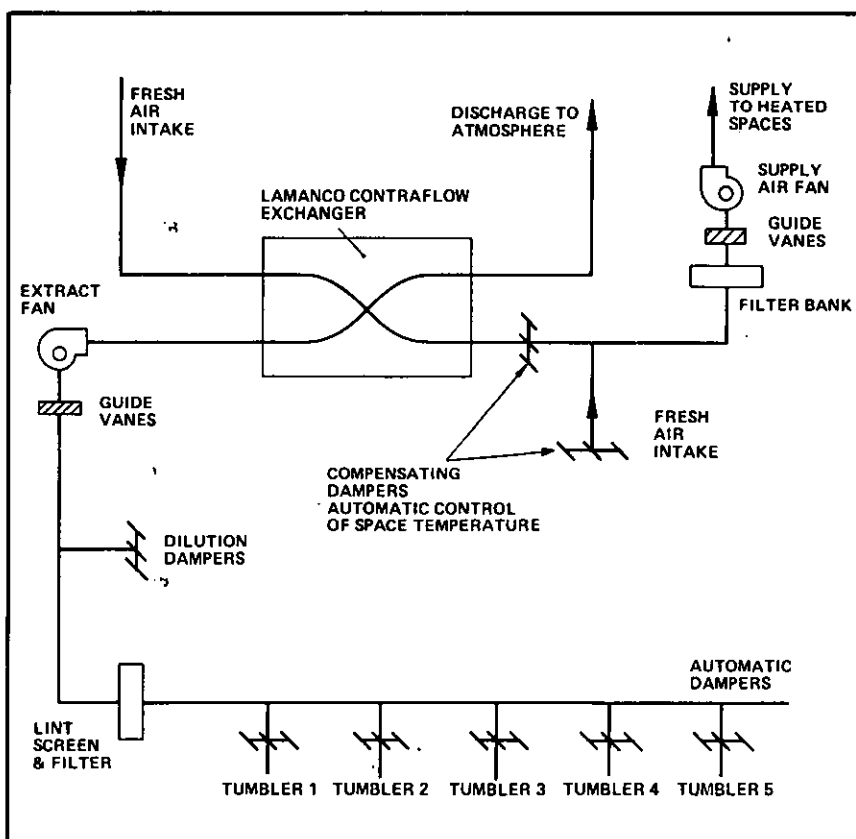 FRESH
AIR
INTAKE
DISCHARGE TO
ATMOSPHERE
SUPPLY
TO HEATED
SPACES
SUPPLY
AIR FAN
LAMANCO CONTRAFLOW
EXCHANGER
GUIDE
VANES
EXTRACT
FAN
FILTER BANK
GUIDE
VANES
FRESH
AIR
INTAKE
COMPENSATING
DAMPERS
AUTOMATIC CONTROL
OF SPACE TEMPERATURE
DILUTION
DAMPERS
AUTOMATIC
DAMPERS
LINT
SCREEN
& FILTER
TUMBLER 1
TUMBLER 2
TUMBLER 3
TUMBLER 4
TUMBLER 5